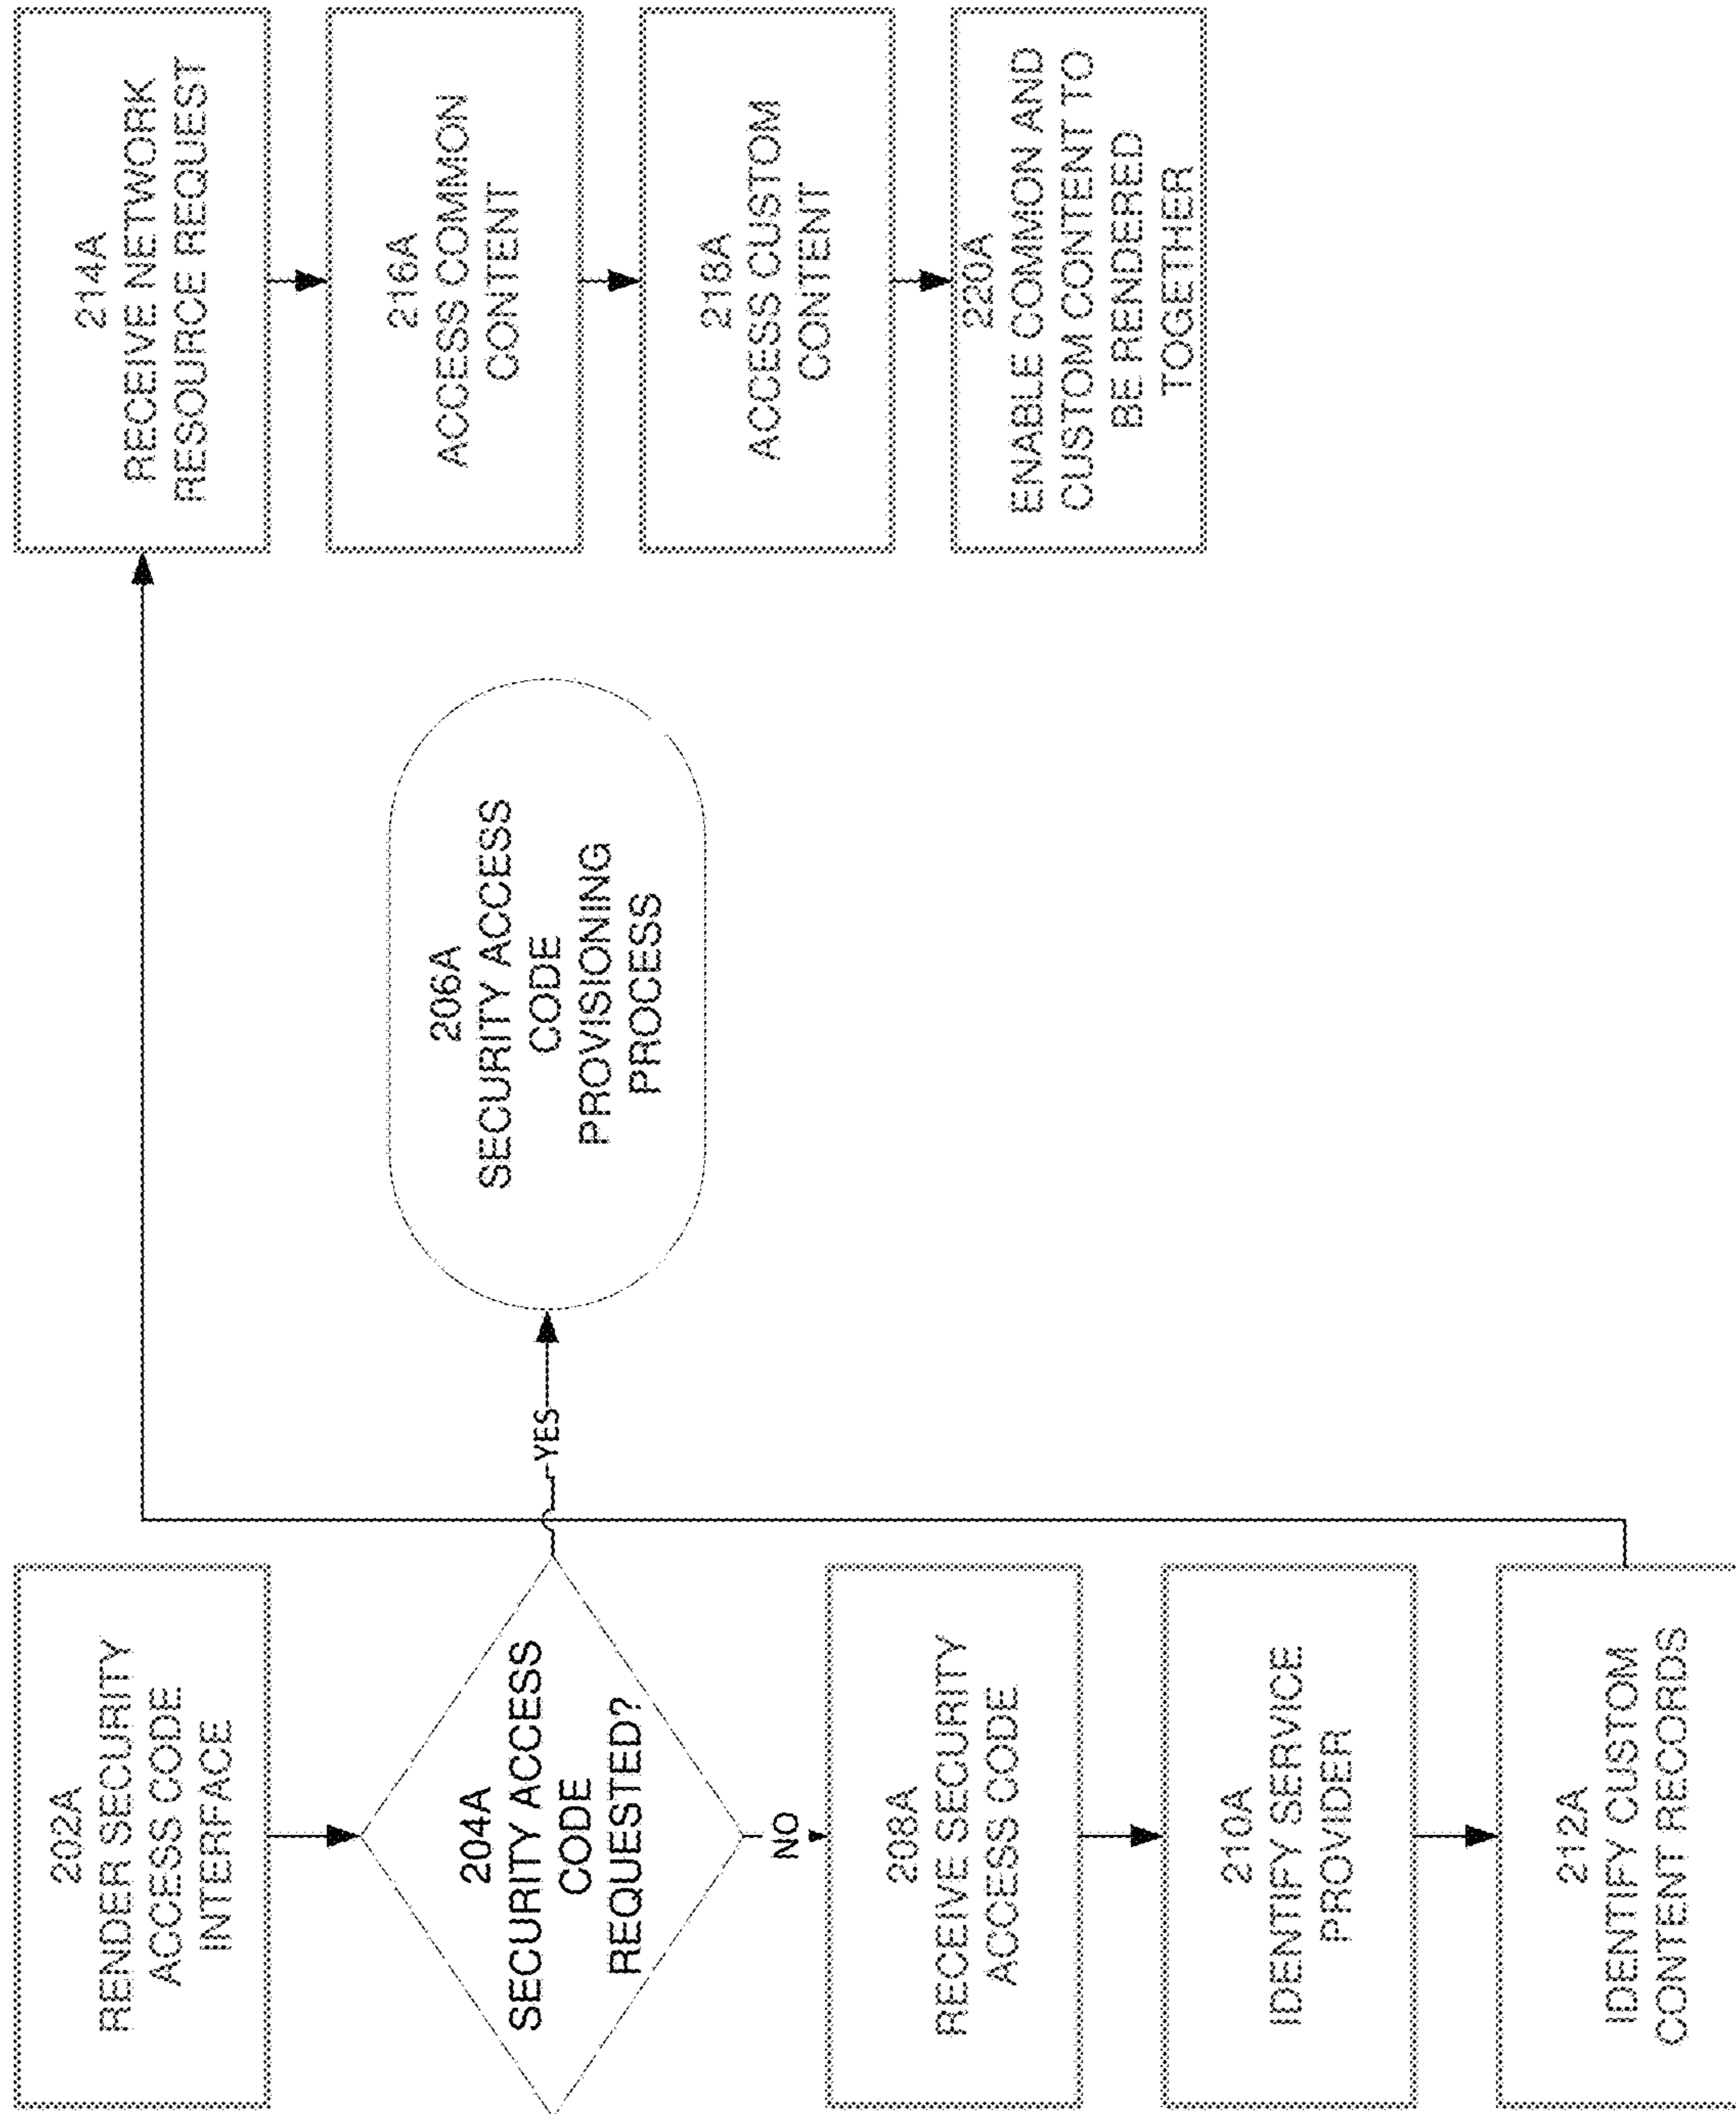 202A
RENDER SECURITY
ACCESS CODE
INTERFACE
204A
SECURITY ACCESS
CODE
REQUESTED?
YES
206A
SECURITY ACCESS
CODE
PROVISIONING
PROCESS
NO
208A
RECEIVE SECURITY
ACCESS CODE
210A
IDENTIFY SERVICE
PROVIDER
212A
IDENTIFY CUSTOM
CONTENT RECORDS
214A
RECEIVE NETWORK
RESOURCE REQUEST
216A
ACCESS COMMON
CONTENT
218A
ACCESS CUSTOM
CONTENT
220A
ENABLE COMMON AND
CUSTOM CONTENT TO
BE RENDERED
TOGETHER